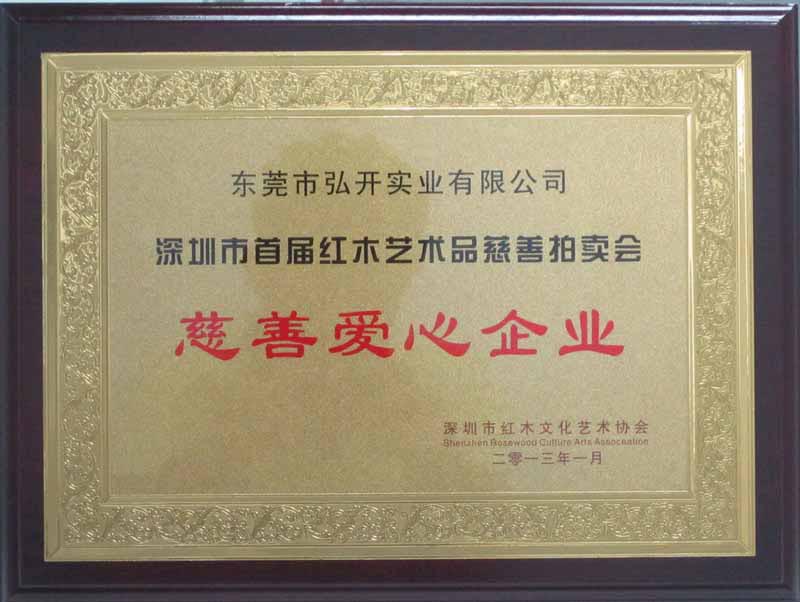 东莞市弘开实业有限公司
深圳市首届红木艺术品慈善拍卖会
慈善爱心企业
深圳市红木文化艺术协会
Shenzhen Rosewood Culture Arts Assoceation
二零一三年一月